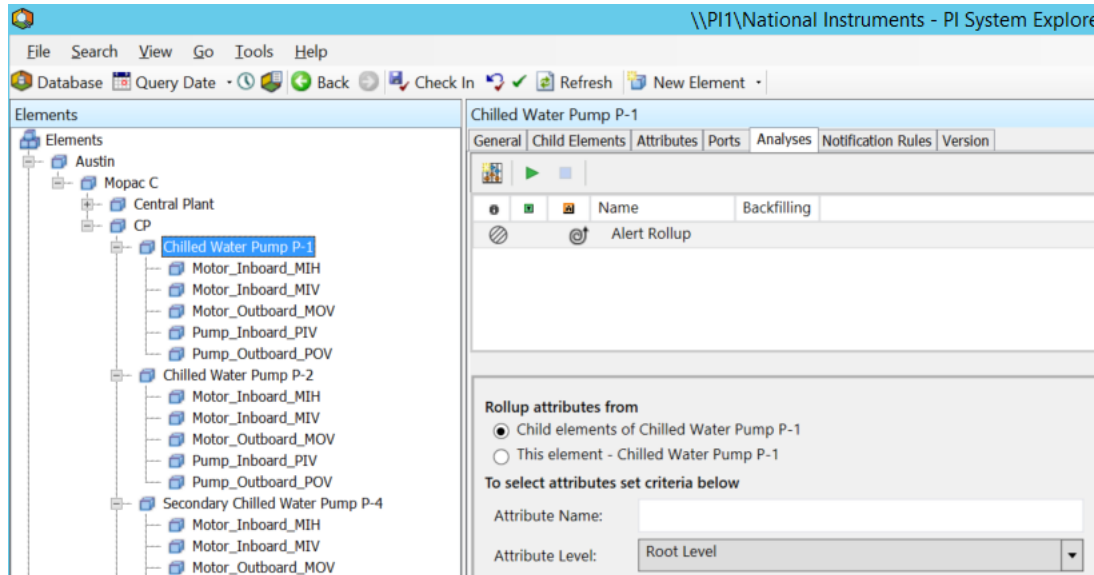 \\PI1\National Instruments - PI System Explore
File Search View Go Tools Help
Database Query Date Back Check In Refresh New Element
Elements
Elements
Austin
Mopac C
Central Plant
CP
Chilled Water Pump P-1
Motor_Inboard_MIH
Motor_Inboard_MIV
Motor_Outboard_MOV
Pump_Inboard_PIV
Pump_Outboard_POV
Chilled Water Pump P-2
Motor_Inboard_MIH
Motor_Inboard_MIV
Motor_Outboard_MOV
Pump_Inboard_PIV
Pump_Outboard_POV
Secondary Chilled Water Pump P-4
Motor_Inboard_MIH
Motor_Inboard_MIV
Motor_Outboard_MOV
Chilled Water Pump P-1
General Child Elements Attributes Ports Analyses Notification Rules Version
Name Backfilling
Alert Rollup
Rollup attributes from
Child elements of Chilled Water Pump P-1
This element - Chilled Water Pump P-1
To select attributes set criteria below
Attribute Name:
Attribute Level: Root Level